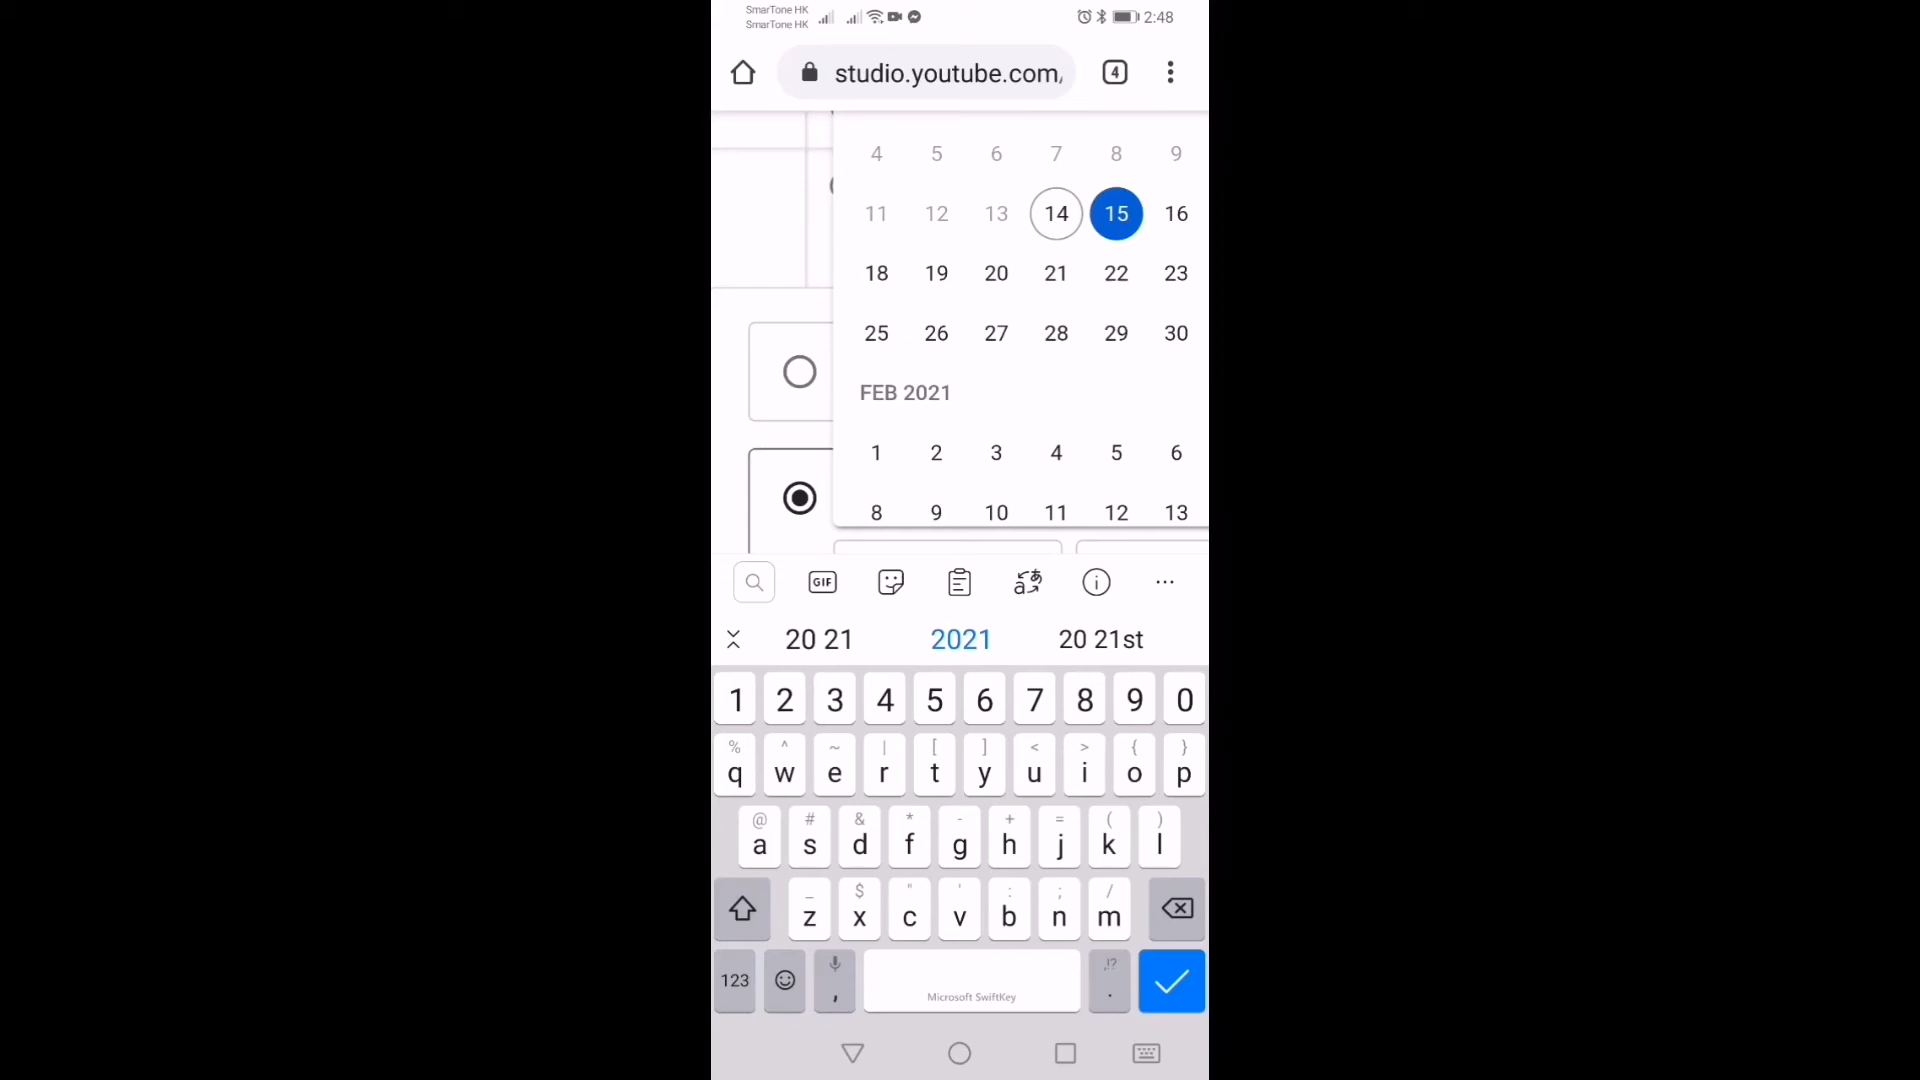 SmarTone HK
SmarTone HK
2:48
studio.youtube.com/
4
4 5 6 7 8 9
11 12 13 14 15 16
18 19 20 21 22 23
25 26 27 28 29 30
FEB 2021
1 2 3 4 5 6
8 9 10 11 12 13
GIF
20 21 2021 20 21st
1 2 3 4 5 6 7 8 9 0
% ^ ~ | [ ] < > { }
q w e r t y u i o p
@ # & * - + = ( )
a s d f g h j k l
_ $ " ' : ; /
z x c v b n m
,!?
123 , .
Microsoft SwiftKey